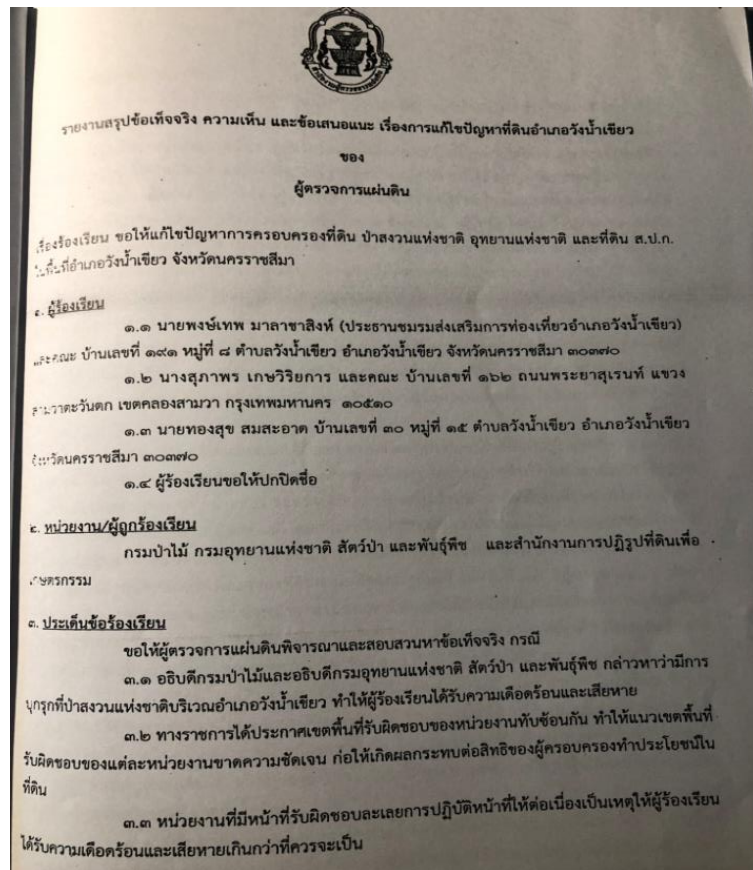 รายงานสรุปข้อเท็จจริง ความเห็น และข้อเสนอแนะ เรื่องการแก้ไขปัญหาที่ดินอำเภอวังน้ำเขียว
ของ
ผู้ตรวจการแผ่นดิน
เรื่องร้องเรียน ขอให้แก้ไขปัญหาการครอบครองที่ดิน ป่าสงวนแห่งชาติ อุทยานแห่งชาติ และที่ดิน ส.ป.ก.
ในพื้นที่อำเภอวังน้ำเขียว จังหวัดนครราชสีมา
๑. ผู้ร้องเรียน
๑.๑ นายพงษ์เทพ มาลาชาสิงห์ (ประธานชมรมส่งเสริมการท่องเที่ยวอำเภอวังน้ำเขียว)
และคณะ บ้านเลขที่ ๑๙๑ หมู่ที่ ๘ ตำบลวังน้ำเขียว อำเภอวังน้ำเขียว จังหวัดนครราชสีมา ๓๐๓๗๐
๑.๒ นางสุภาพร เกษวิริยการ และคณะ บ้านเลขที่ ๑๖๒ ถนนพระยาสุเรนท์ แขวง
สามวาตะวันตก เขตคลองสามวา กรุงเทพมหานคร ๑๐๕๑๐
๑.๓ นายทองสุข สมสะอาด บ้านเลขที่ ๓๐ หมู่ที่ ๑๕ ตำบลวังน้ำเขียว อำเภอวังน้ำเขียว
จังหวัดนครราชสีมา ๓๐๓๗๐
๑.๔ ผู้ร้องเรียนขอให้ปกปิดชื่อ
๒. หน่วยงาน/ผู้ถูกร้องเรียน
กรมป่าไม้ กรมอุทยานแห่งชาติ สัตว์ป่า และพันธุ์พืช และสำนักงานการปฏิรูปที่ดินเพื่อ
เกษตรกรรม
๓. ประเด็นข้อร้องเรียน
ขอให้ผู้ตรวจการแผ่นดินพิจารณาและสอบสวนหาข้อเท็จจริง กรณี
๓.๑ อธิบดีกรมป่าไม้และอธิบดีกรมอุทยานแห่งชาติ สัตว์ป่า และพันธุ์พืช กล่าวหาว่ามีการ
บุกรุกที่ป่าสงวนแห่งชาติบริเวณอำเภอวังน้ำเขียว ทำให้ผู้ร้องเรียนได้รับความเดือดร้อนและเสียหาย
๓.๒ ทางราชการได้ประกาศเขตพื้นที่รับผิดชอบของหน่วยงานทับซ้อนกัน ทำให้แนวเขตพื้นที่
รับผิดชอบของแต่ละหน่วยงานขาดความชัดเจน ก่อให้เกิดผลกระทบต่อสิทธิของผู้ครอบครองทำประโยชน์ใน
ที่ดิน
๓.๓ หน่วยงานที่มีหน้าที่รับผิดชอบละเลยการปฏิบัติหน้าที่ให้ต่อเนื่องเป็นเหตุให้ผู้ร้องเรียน
ได้รับความเดือดร้อนและเสียหายเกินกว่าที่ควรจะเป็น